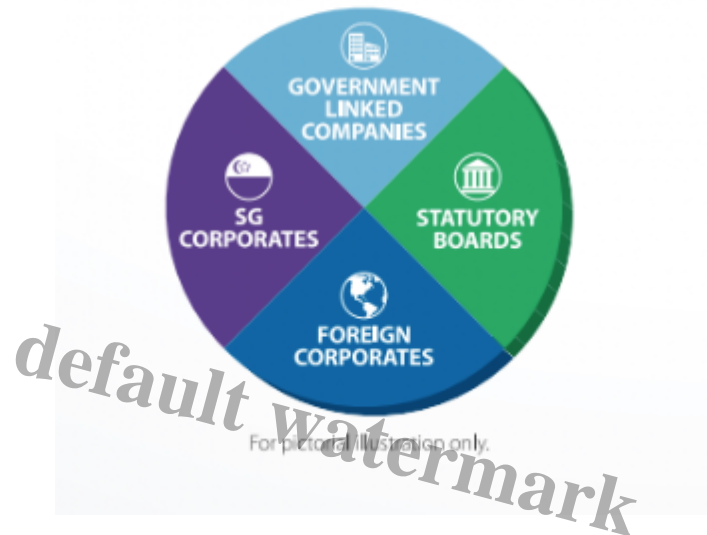 GOVERNMENT
LINKED
COMPANIES
SG
CORPORATES
STATUTORY
BOARDS
FOREIGN
CORPORATES
default watermark
For pictorial illustration only.